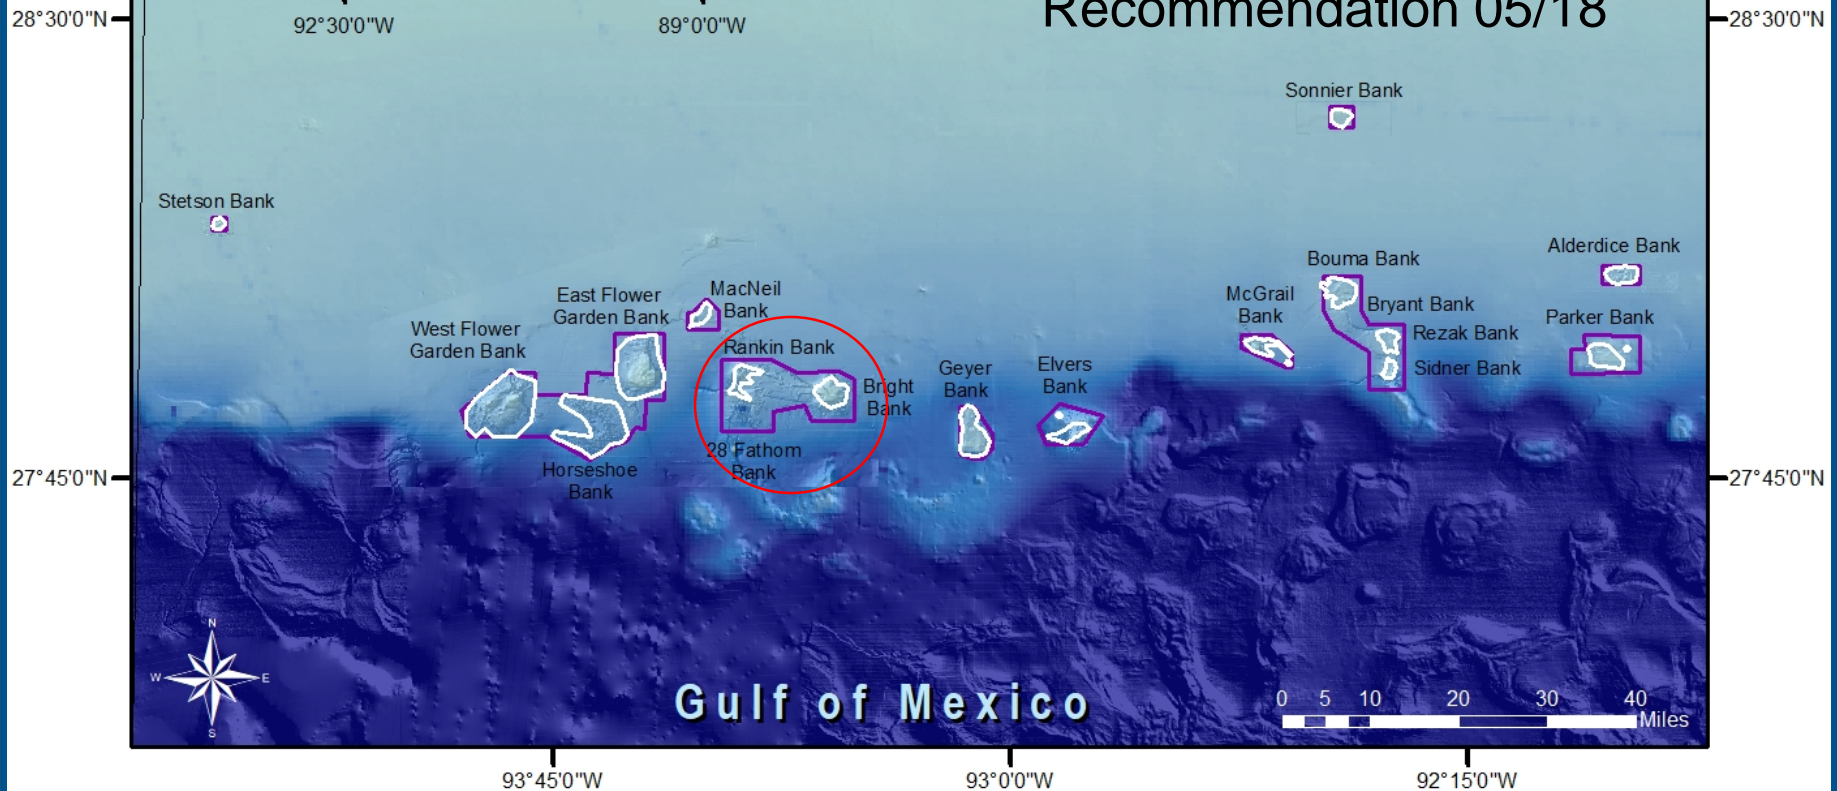 Recommendation 05/18
28°30'0"N
92°30'0"W
89°0'0"W
28°30'0"N
Sonnier Bank
Stetson Bank
Alderdice Bank
Bouma Bank
MacNeil
Bank
East Flower
Garden Bank
McGrail
Bank
Bryant Bank
Parker Bank
West Flower
Garden Bank
Rezak Bank
Rankin Bank
Sidner Bank
Geyer
Bank
Elvers
Bank
Bright
Bank
28 Fathom
Bank
Horseshoe
Bank
27°45'0"N
27°45'0"N
N
W
E
S
Gulf of Mexico
0 5 10 20 30 40
Miles
93°45'0"W
93°0'0"W
92°15'0"W